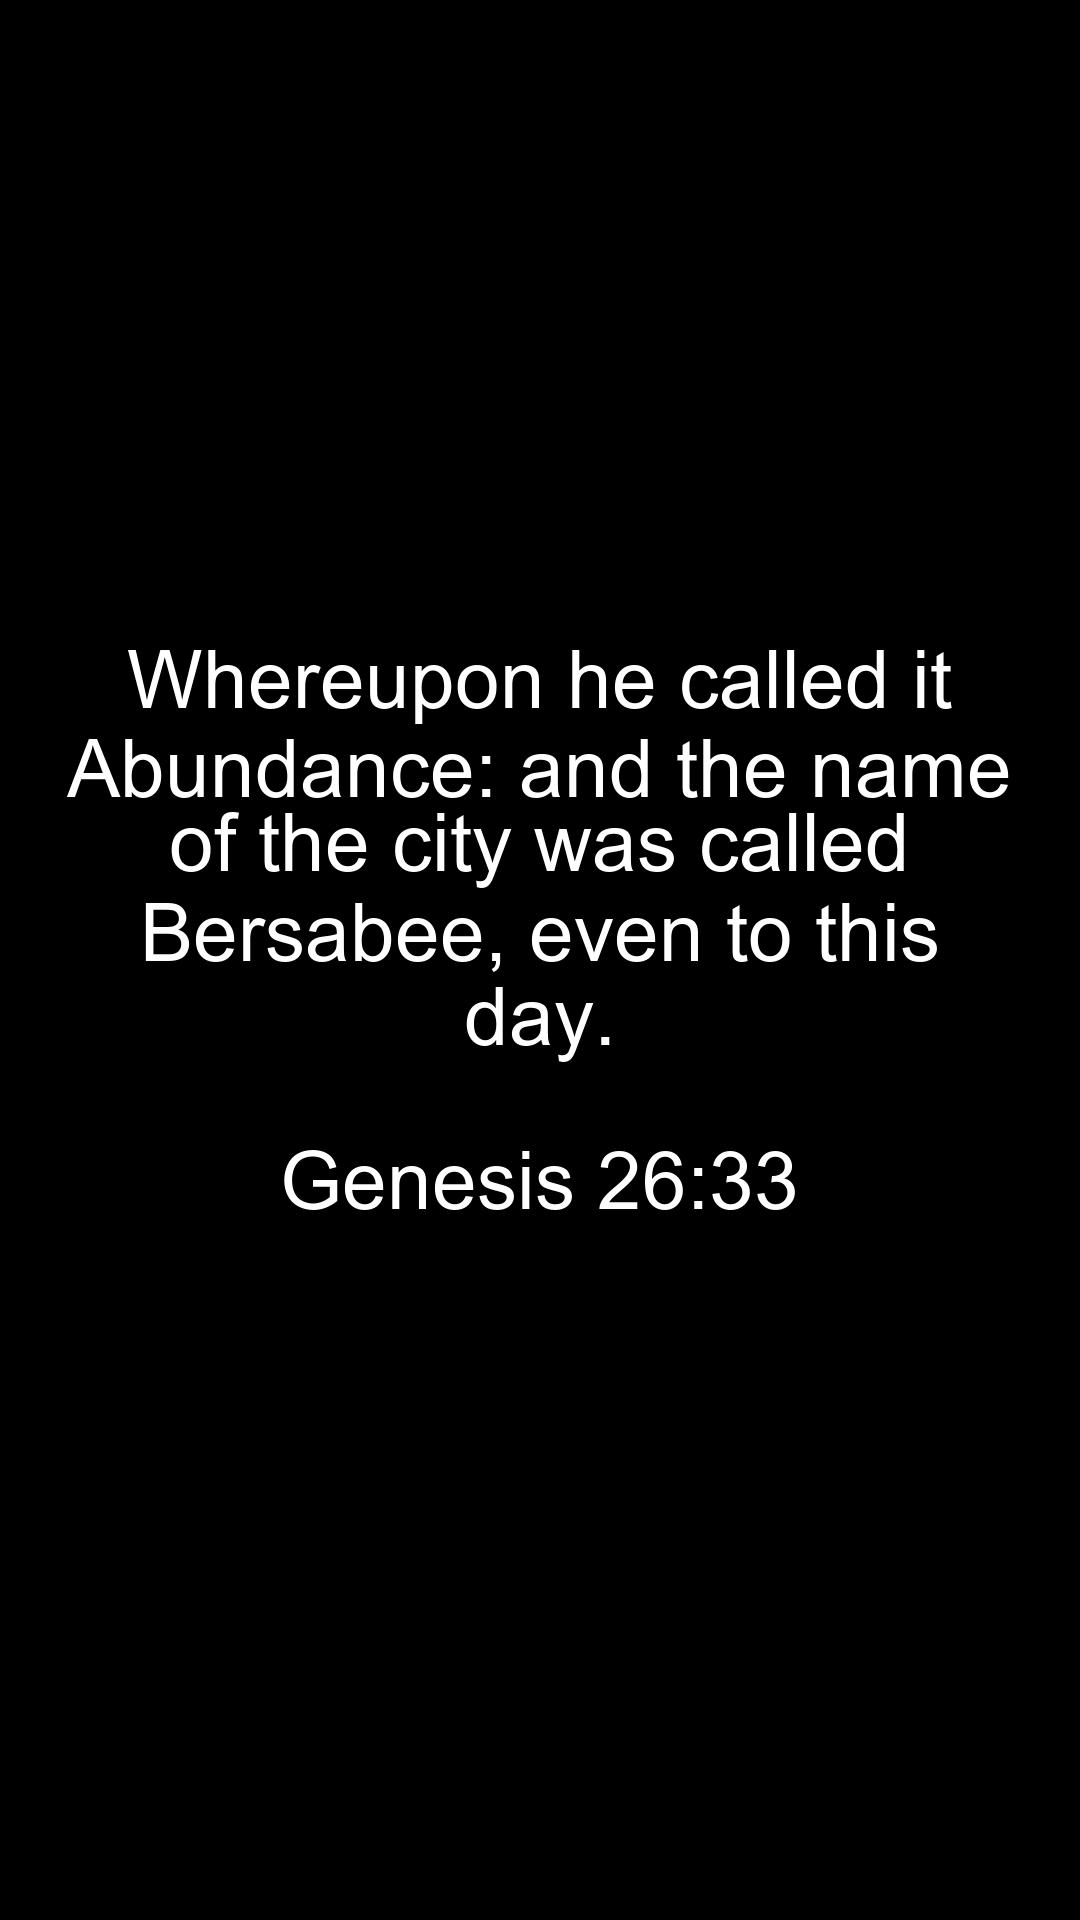 Whereupon he called it
Abundance: and the name
of the city was called
Bersabee, even to this
day.
Genesis 26:33